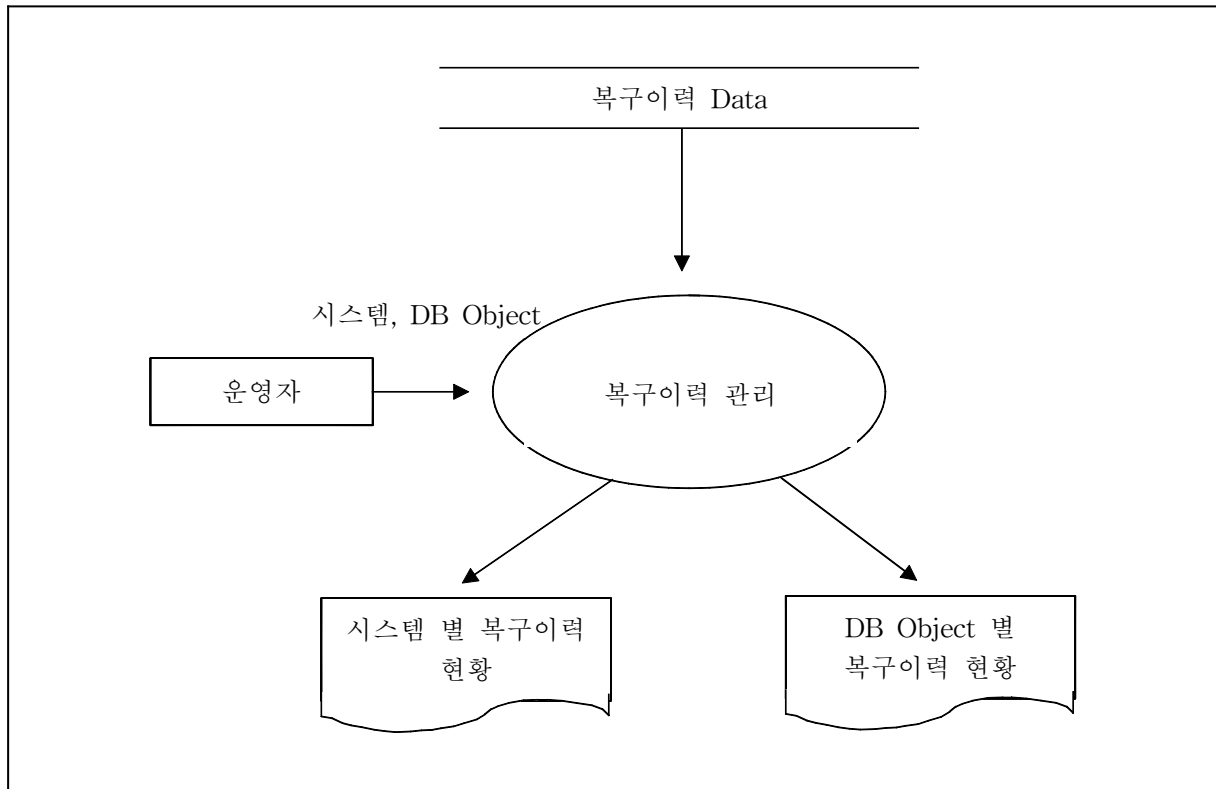 복구이력 Data
시스템, DB Object
운영자
복구이력 관리
시스템 별 복구이력
현황
DB Object 별
복구이력 현황